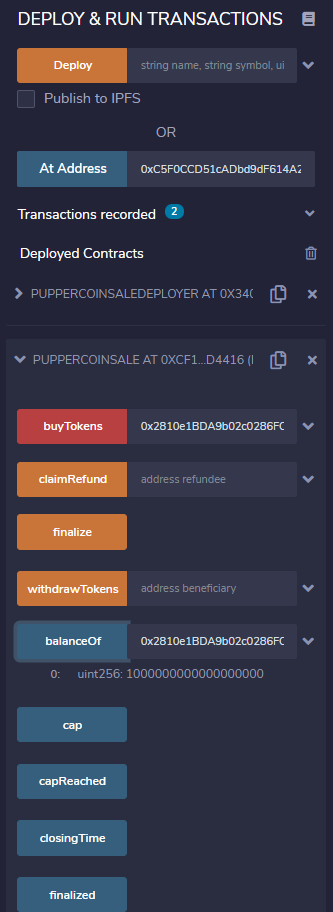 DEPLOY & RUN TRANSACTIONS
Deploy string name, string symbol, ui
Publish to IPFS
OR
At Address 0xC5F0CCD51cADbd9dF614A2
Transactions recorded 2
Deployed Contracts
PUPPERCOINSALEDEPLOYER AT 0X340
PUPPERCOINSALE AT 0XCF1...D4416 (
buyTokens 0x2810e1BDA9b02c0286FC
claimRefund address refundee
finalize
withdrawTokens address beneficiary
balanceOf 0x2810e1BDA9b02c0286FC
0: uint256: 1000000000000000000
cap
capReached
closingTime
finalized